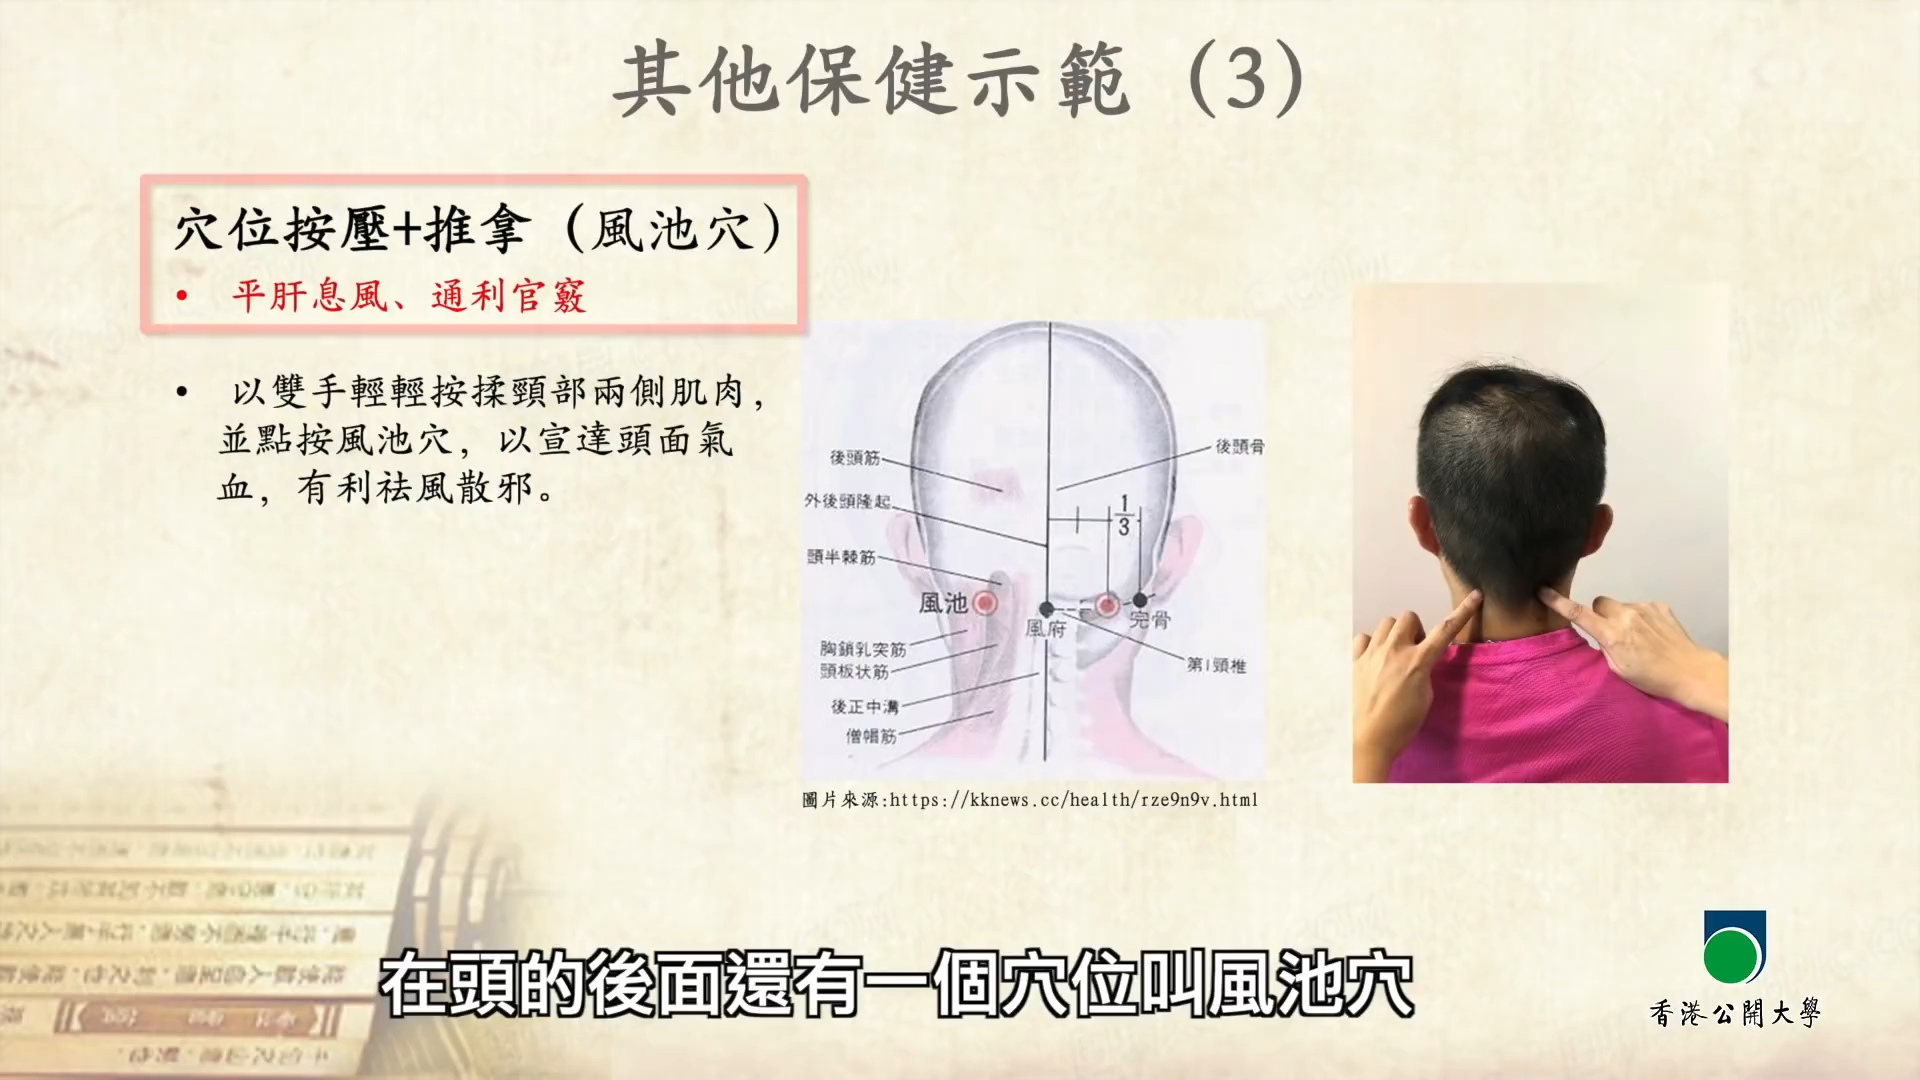 其他保健示範（3）
穴位按壓+推拿（風池穴）
• 平肝息風、通利官竅
• 以雙手輕輕按揉頸部兩側肌肉，
並點按風池穴，以宣達頭面氣
血，有利祛風散邪。
後頭筋
外後頭隆起
頭半棘筋
風池
胸鎖乳突筋
頭板状筋
後正中溝
僧帽筋
後頭骨
1/3
風府
完骨
第1頸椎
圖片來源:https://kknews.cc/health/rze9n9v.html
在頭的後面還有一個穴位叫風池穴
香港公開大學